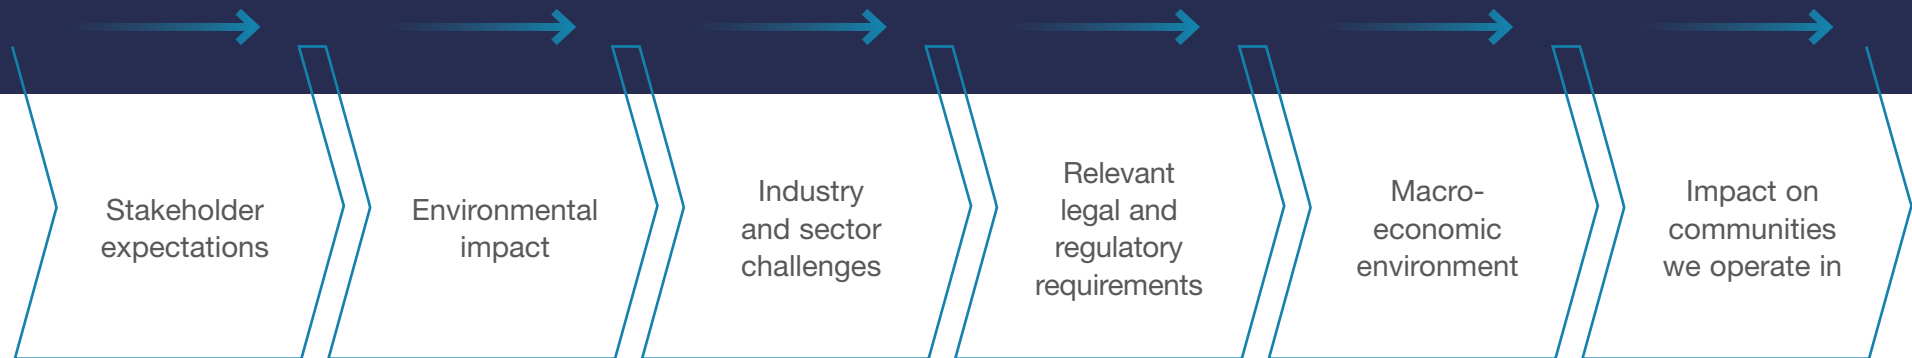 Stakeholder
expectations
Environmental
impact
Industry
and sector
challenges
Relevant
legal and
regulatory
requirements
Macro-
economic
environment
Impact on
communities
we operate in